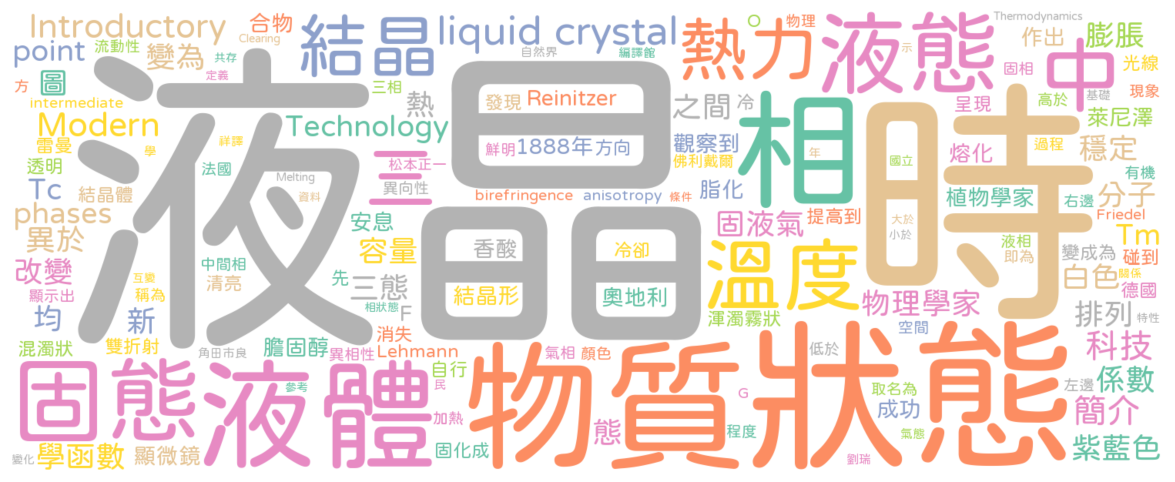 液晶
物質狀態
時
液體
固態
液態
相
中
溫度
熱力
結晶
liquid crystal
Introductory
Modern
Technology
point
phases
Tc
Tm
三
三態
合物
變為
圖
流動性
共存
Clearing
定義
方
intermediate
雷曼
祥譯
學
透明
法國
結晶體
Melting
資料
三相
熱
松本正一
異向性
自然界
編譯館
發現
Reinitzer
鮮明
1888年
方向
birefringence
anisotropy
條件
之間
冷
觀察到
佛利戴爾
脂化
O
物理
Thermodynamics
示
固相
作出
膨脹
光線
現象
呈現
高於
基礎
萊尼澤
年
國立
熔化
過程
穩定
有機
植物學家
右邊
分子
Friedel
大於
小於
液相
即為
變成為
關係
碰到
白色
德國
物理學家
空間
排列
特性
科技
左邊
係數
取名為
成功
簡介
氣態
紫藍色
劉瑞
固液氣
提高到
渾濁霧狀
低於
G
程度
異於
改變
顯示出
均
新
中間相
清亮
互變
稱為
混濁狀
雙折射
角田市良
膽固醇
安息
容量
先
相狀態
F
消失
異相性
Lehmann
香酸
冷卻
結晶形
奧地利
氣相
顏色
自行
民
加熱
態
固化成
參考
學函數
顯微鏡
變化